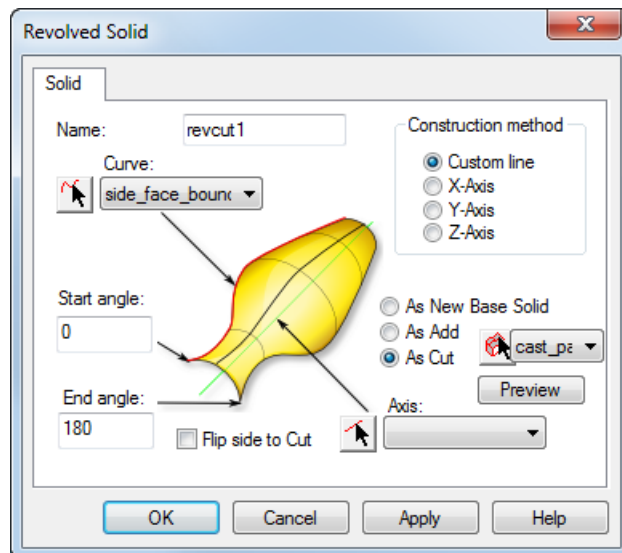 Revolved Solid
Solid
Name: revcut1
Construction method
Custom line
X-Axis
Y-Axis
Z-Axis
Curve:
side_face_bounc
Start angle:
0
As New Base Solid
As Add
As Cut
cast_pa
Preview
End angle:
180
Flip side to Cut
Axis:
OK Cancel Apply Help